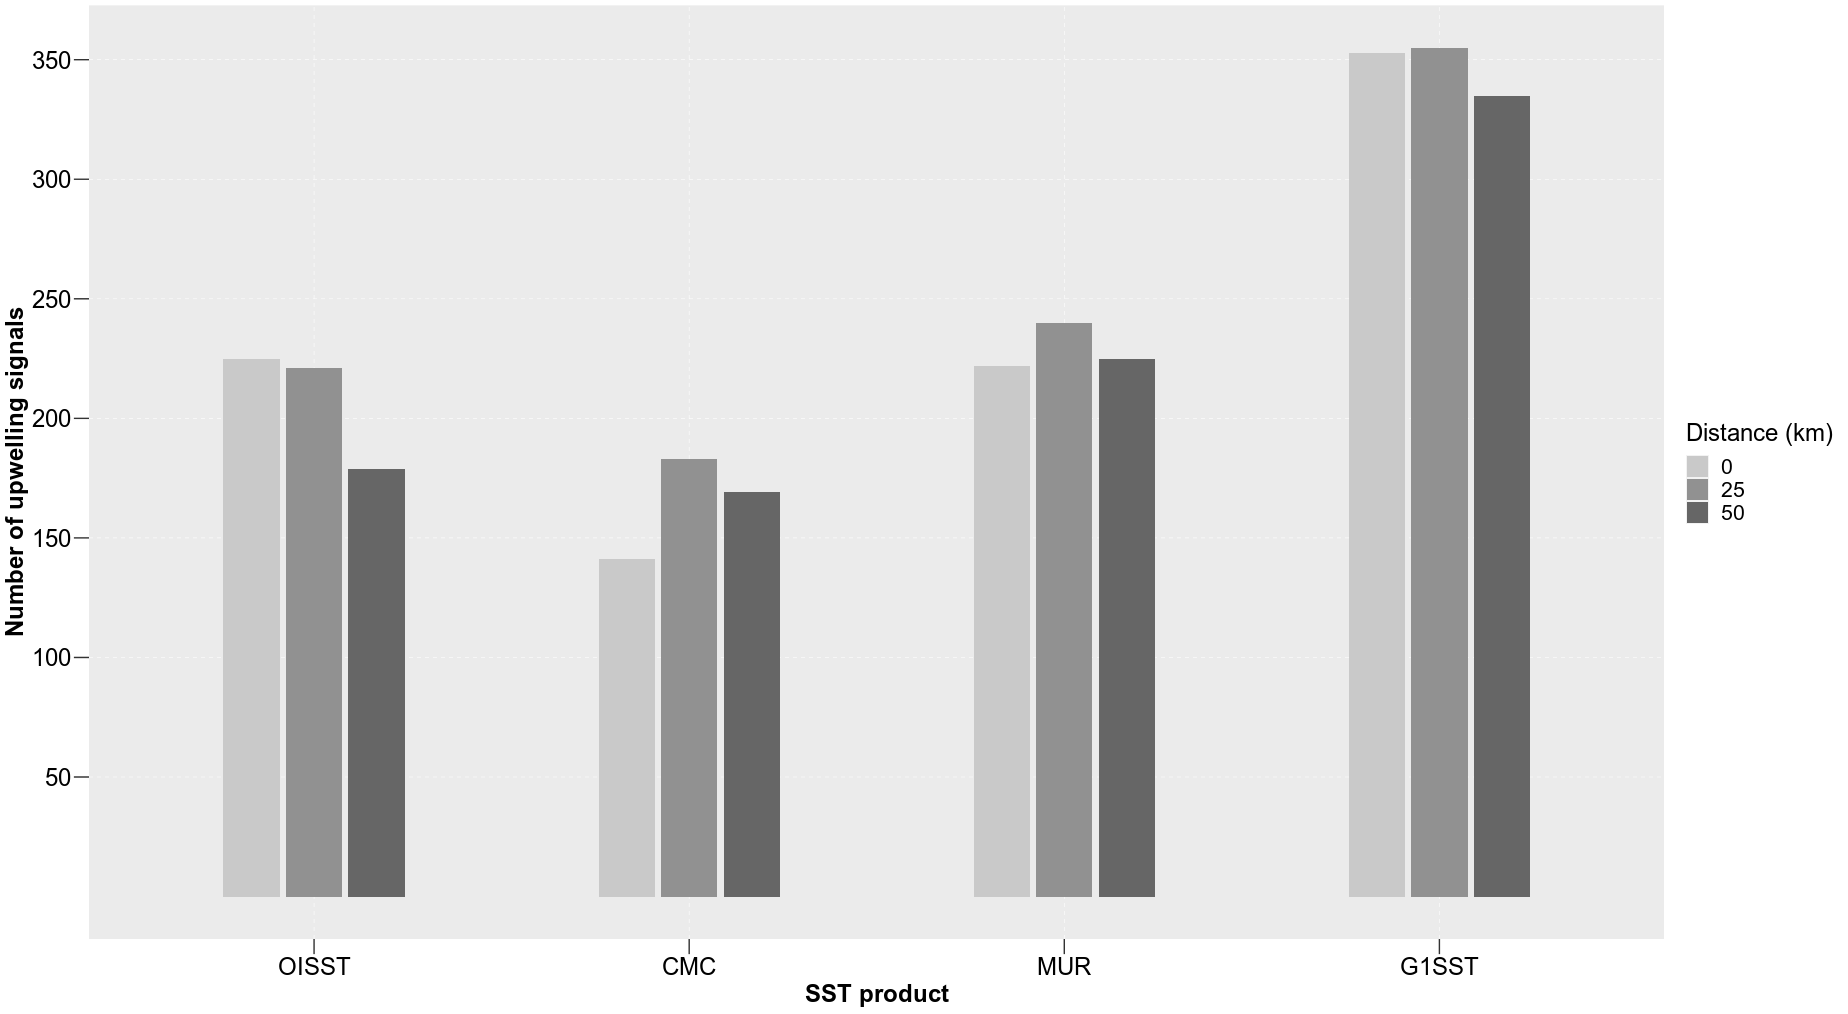 350
300
250
200
150
100
50
Number of upwelling signals
OISST
CMC
MUR
G1SST
SST product
Distance (km)
0
25
50